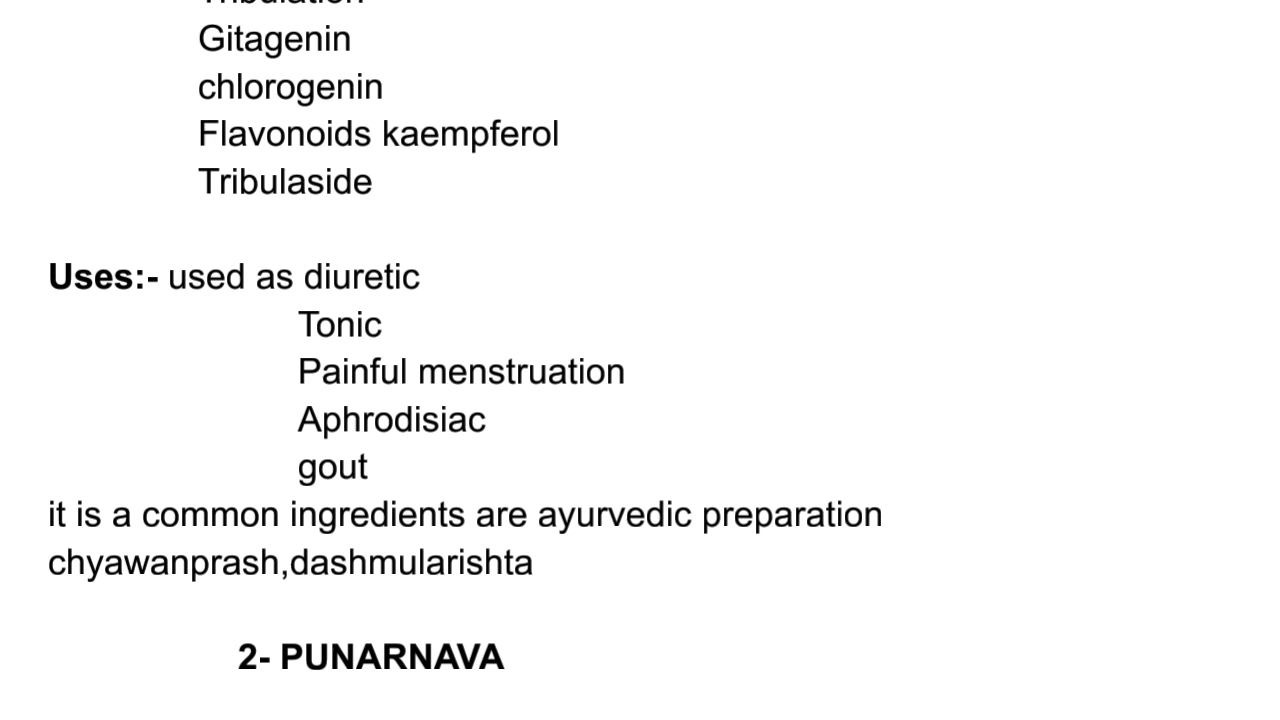 Gitagenin
chlorogenin
Flavonoids kaempferol
Tribulaside
Uses:- used as diuretic
Tonic
Painful menstruation
Aphrodisiac
gout
it is a common ingredients are ayurvedic preparation
chyawanprash,dashmularishta
2- PUNARNAVA